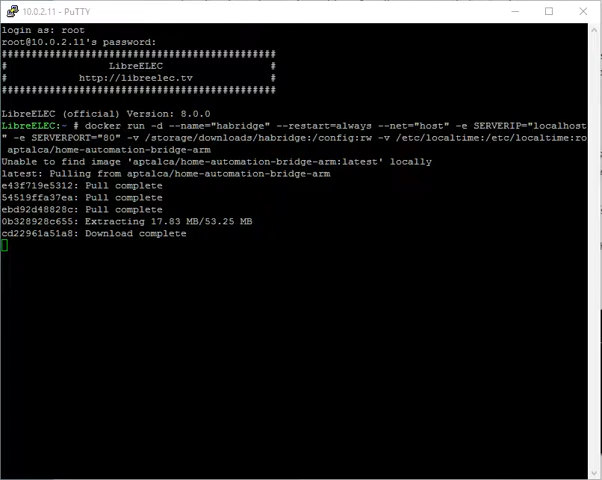 10.0.2.11 - PuTTY
login as: root
root@10.0.2.11's password:
##############################################
#                 LibreELEC                  #
#            http://libreelec.tv             #
##############################################

LibreELEC (official) Version: 8.0.0
LibreELEC:~ # docker run -d --name="habridge" --restart=always --net="host" -e SERVERIP="localhost
" -e SERVERPORT="80" -v /storage/downloads/habridge:/config:rw -v /etc/localtime:/etc/localtime:ro
 aptalca/home-automation-bridge-arm
Unable to find image 'aptalca/home-automation-bridge-arm:latest' locally
latest: Pulling from aptalca/home-automation-bridge-arm
e43f719e5312: Pull complete
54519ffa37ea: Pull complete
ebd92d48828c: Pull complete
0b328928c655: Extracting 17.83 MB/53.25 MB
cd22961a51a8: Download complete